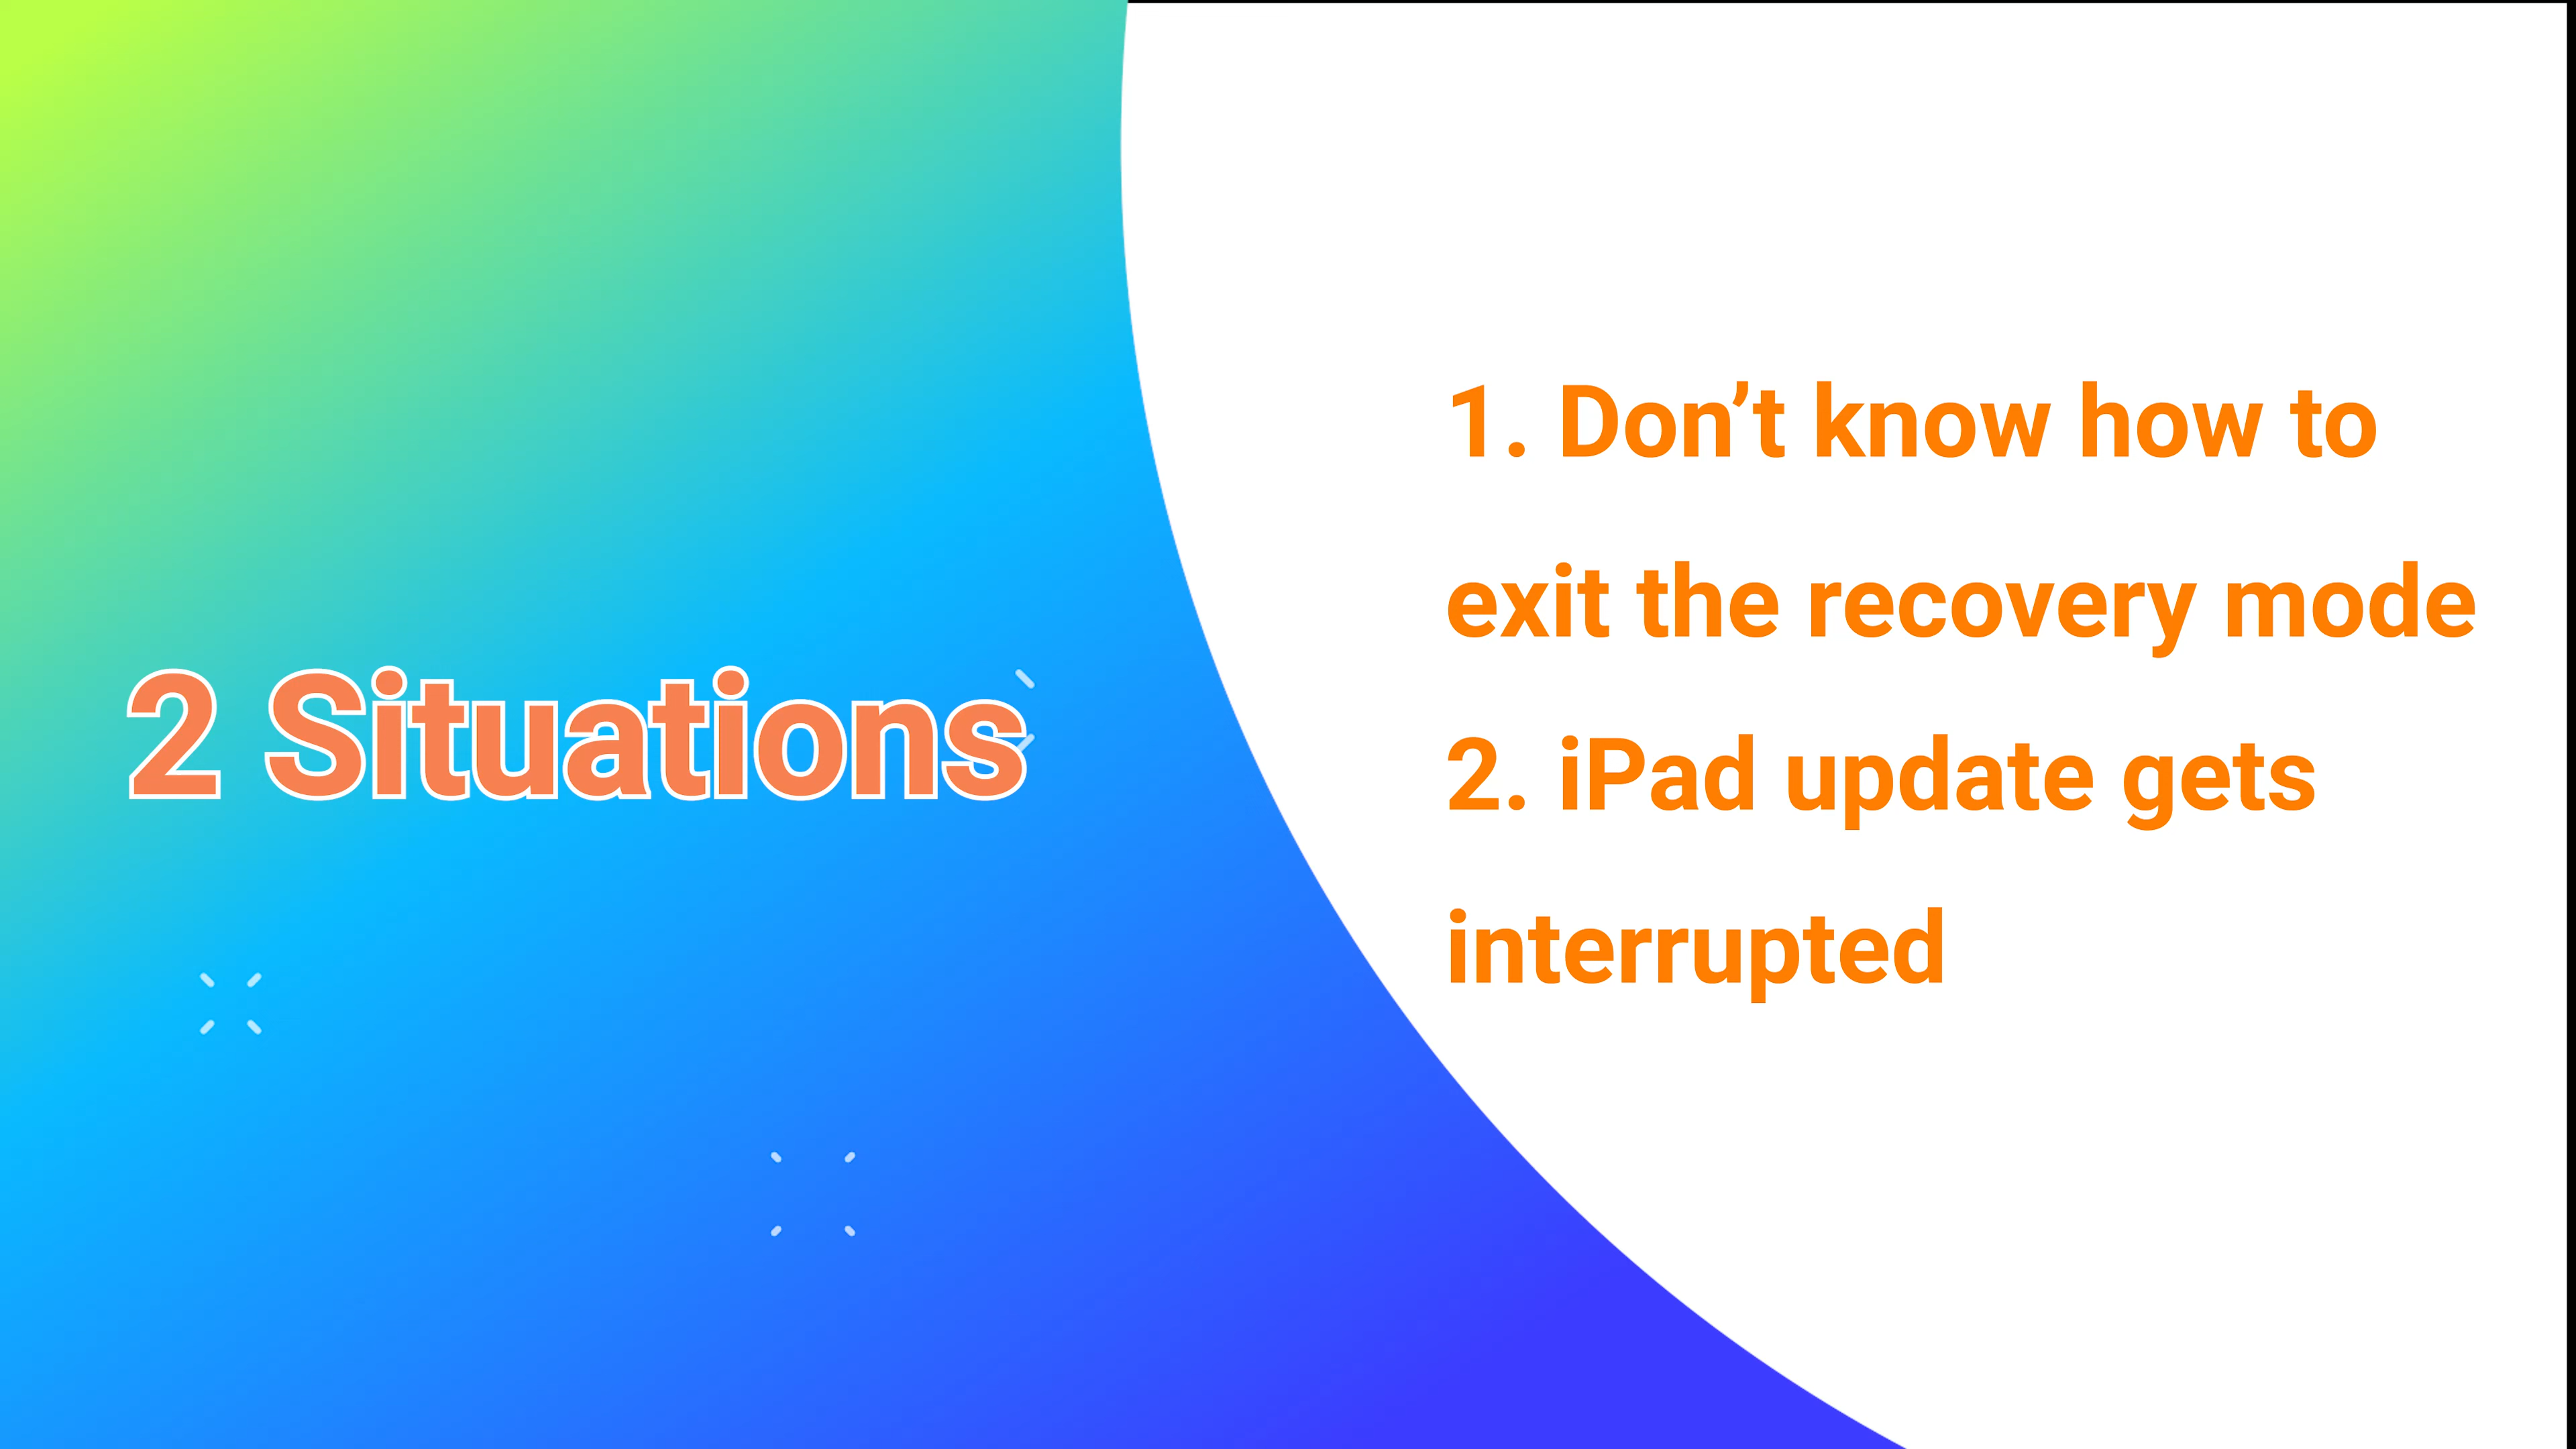 2 Situations
1. Don’t know how to
exit the recovery mode
2. iPad update gets
interrupted